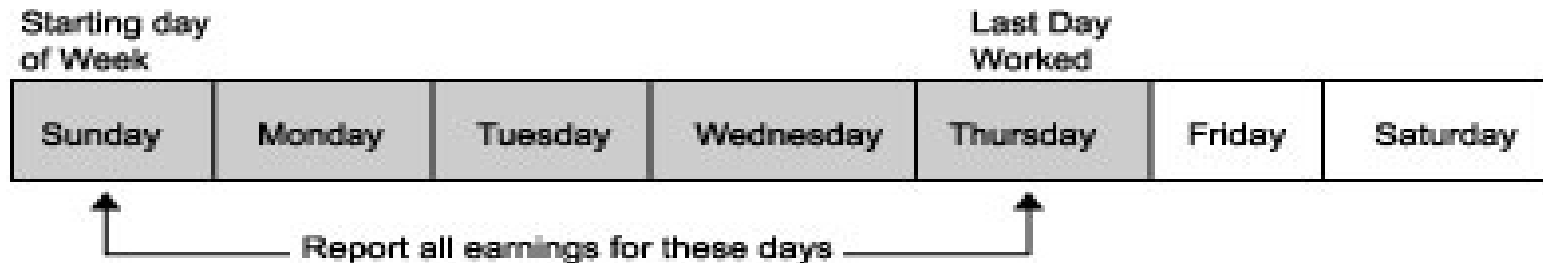 Starting day
of Week
Last Day
Worked
Sunday Monday Tuesday Wednesday Thursday Friday Saturday
Report all earnings for these days